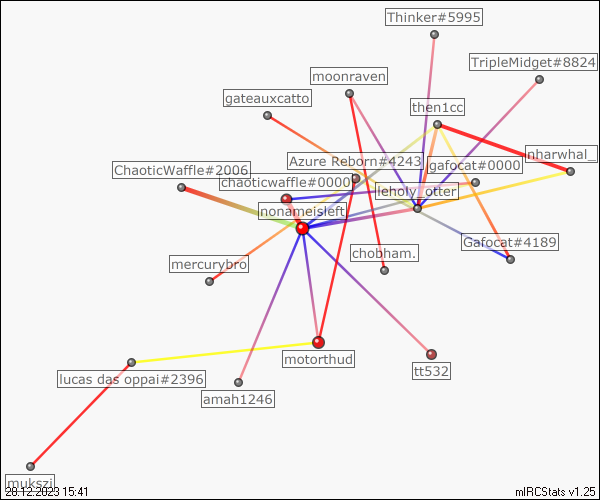 Thinker#5995
TripleMidget#8824
moonraven
gateauxcatto
then1cc
nharwhal_
Azure Reborn#4243
gafocat#0000
ChaoticWaffle#2006
chaoticwaffle#0000
leholy_otter
nonameisleft
Gafocat#4189
chobham.
mercurybro
motorthud
tt532
lucas das oppai#2396
amah1246
mukszi
28.12.2023 15:41
mIRCStats v1.25